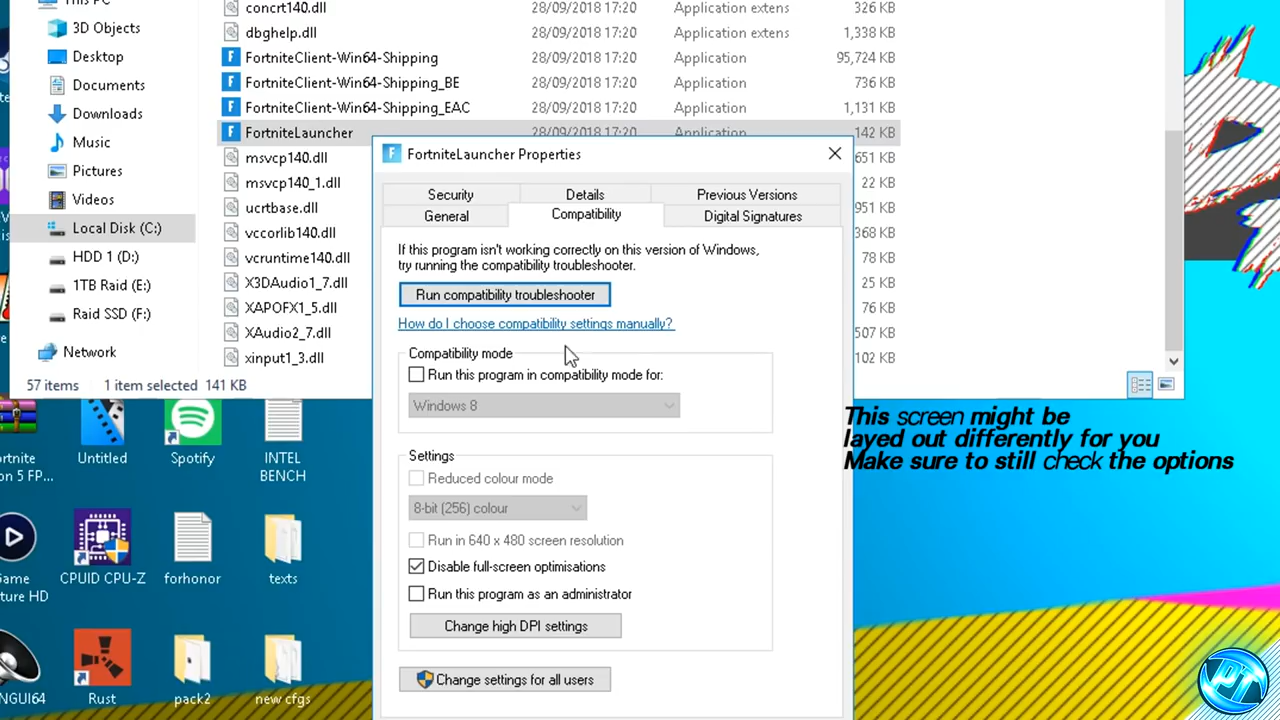 This PC
concrt140.dll 28/09/2018 17:20 Application extens 326 KB
3D Objects
dbghelp.dll 28/09/2018 17:20 Application extens 1,338 KB
Desktop
FortniteClient-Win64-Shipping 28/09/2018 17:20 Application 95,724 KB
Documents
FortniteClient-Win64-Shipping_BE 28/09/2018 17:20 Application 736 KB
Downloads
FortniteClient-Win64-Shipping_EAC 28/09/2018 17:20 Application 1,131 KB
Music
FortniteLauncher 28/09/2018 17:20 Application 142 KB
Pictures
msvcp140.dll 651 KB
Videos
msvcp140_1.dll 22 KB
Local Disk (C:)
ucrtbase.dll 951 KB
HDD 1 (D:)
vccorlib140.dll 368 KB
1TB Raid (E:)
vcruntime140.dll 78 KB
Raid SSD (F:)
X3DAudio1_7.dll 25 KB
Network
XAPOFX1_5.dll 76 KB
XAudio2_7.dll 507 KB
xinput1_3.dll 102 KB
57 items 1 item selected 141 KB
FortniteLauncher Properties
Security Details Previous Versions
General Compatibility Digital Signatures
If this program isn't working correctly on this version of Windows,
try running the compatibility troubleshooter.
Run compatibility troubleshooter
How do I choose compatibility settings manually?
Compatibility mode
Run this program in compatibility mode for:
Windows 8
Settings
Reduced colour mode
8-bit (256) colour
Run in 640 x 480 screen resolution
Disable full-screen optimisations
Run this program as an administrator
Change high DPI settings
Change settings for all users
This screen might be
layed out differently for you
Make sure to still check the options
ortnite
on 5 FP...
Untitled
Spotify
INTEL
BENCH
Game
ture HD
CPUID CPU-Z
forhonor
texts
NGUI64
Rust
pack2
new cfgs